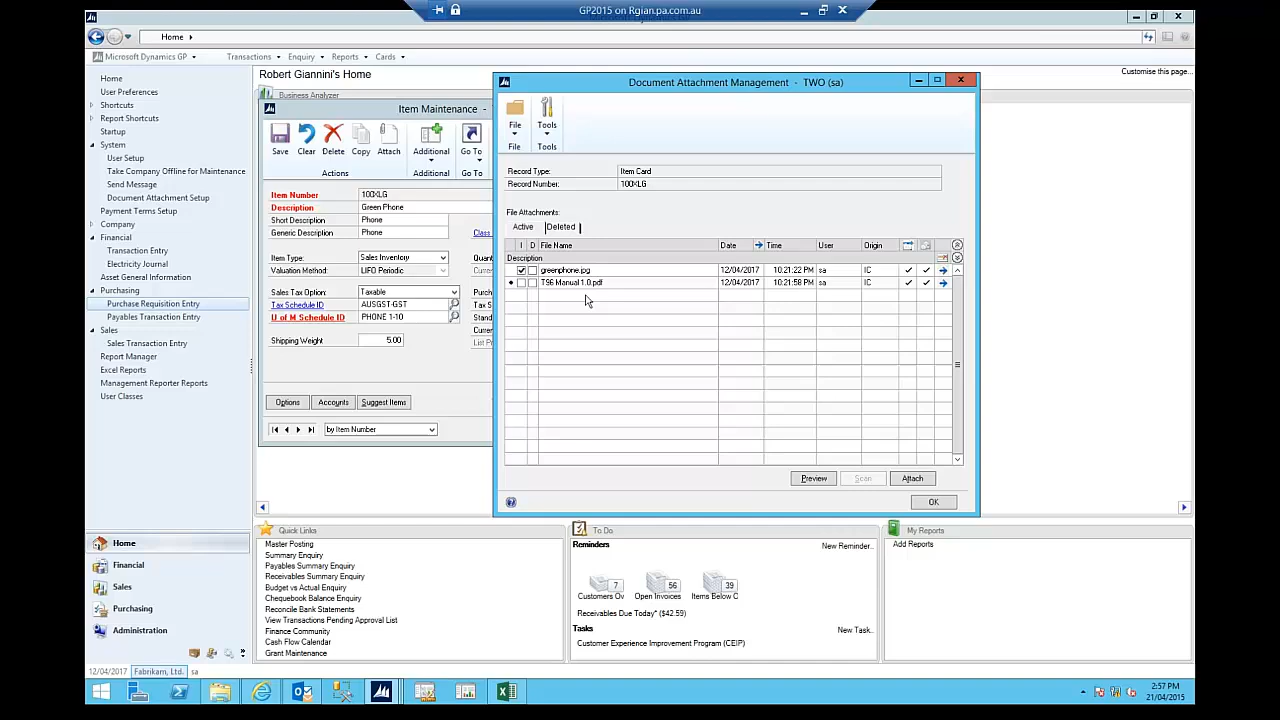 GP2015 on Rgian.pa.com.au
Home
Microsoft Dynamics GP
Transactions
Enquiry
Reports
Cards
Home
User Preferences
Shortcuts
Report Shortcuts
Startup
System
User Setup
Take Company Offline for Maintenance
Send Message
Document Attachment Setup
Payment Terms Setup
Company
Financial
Transaction Entry
Electricity Journal
Asset General Information
Purchasing
Purchase Requisition Entry
Payables Transaction Entry
Sales
Sales Transaction Entry
Report Manager
Excel Reports
Management Reporter Reports
User Classes
Home
Financial
Sales
Purchasing
Administration
Robert Giannini's Home
Customise this page...
Business Analyzer
Item Maintenance -
Save
Clear
Delete
Copy
Attach
Additional
Go To
Actions
Additional
Go To
Item Number 100XLG
Description Green Phone
Short Description Phone
Generic Description Phone
Class
Item Type: Sales Inventory
Valuation Method: LIFO Periodic
Sales Tax Option: Taxable
Tax Schedule ID AUSGST-GST
U of M Schedule ID PHONE 1-10
Shipping Weight 5.00
Quant
Tax S
Stan
Curre
List Pr
Options
Accounts
Suggest Items
by Item Number
Document Attachment Management - TWO (sa)
File
Tools
File
Tools
Record Type: Item Card
Record Number: 100XLG
File Attachments:
Active
Deleted
I D File Name Date Time User Origin
Description
greenphone.jpg 12/04/2017 10:21:22 PM sa IC
TS6 Manual 1.0.pdf 12/04/2017 10:21:58 PM sa IC
Preview
Scan
Attach
OK
Quick Links
Master Posting
Summary Enquiry
Payables Summary Enquiry
Receivables Summary Enquiry
Budget vs Actual Enquiry
Chequebook Balance Enquiry
Reconcile Bank Statements
View Transactions Pending Approval List
Finance Community
Cash Flow Calendar
Grant Maintenance
To Do
Reminders
New Reminder..
7
56
39
Customers Ov
Open Invoices
Items Below O
Receivables Due Today* ($42.59)
Tasks
New Task..
Customer Experience Improvement Program (CEIP)
My Reports
Add Reports
12/04/2017 Fabrikam, Ltd. sa
2:57 PM
21/04/2015